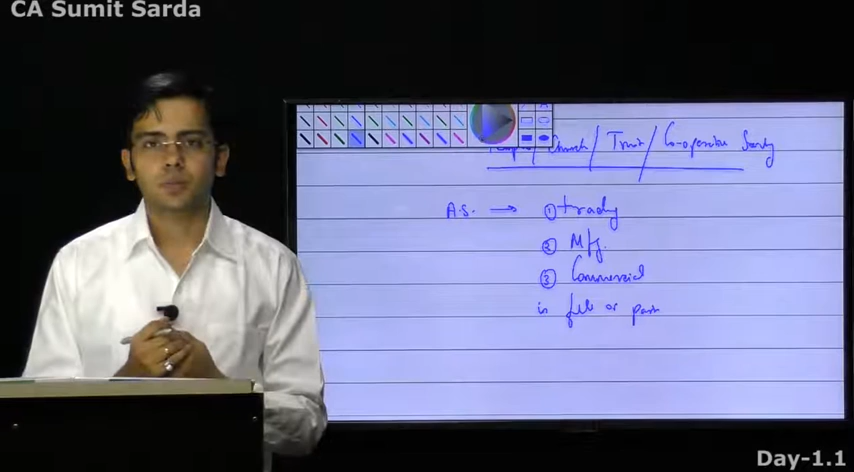 CA Sumit Sarda
Church / Trust / Co-operative Society
A.S. → ① trading
② Mfg.
③ Commercial
in full or part
Day-1.1